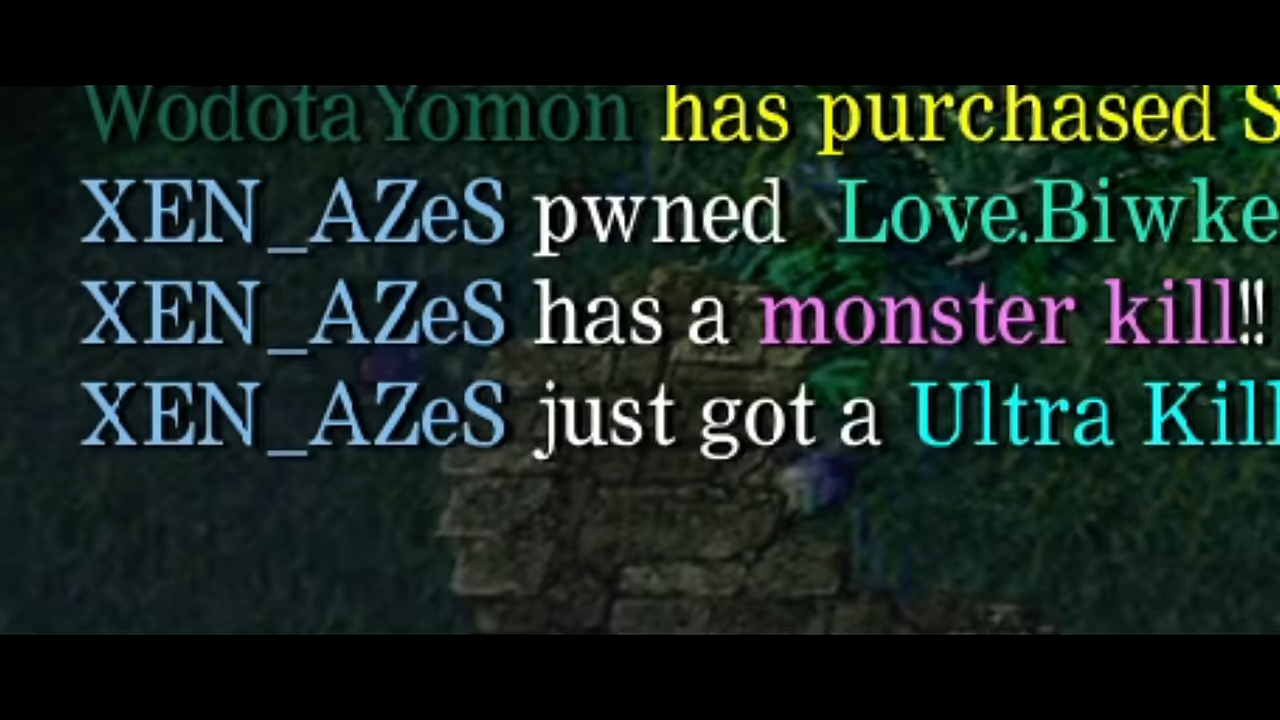 WodotaYomon has purchased
XEN_AZeS pwned Love.Biwke
XEN_AZeS has a monster kill!!
XEN_AZeS just got a Ultra Kill